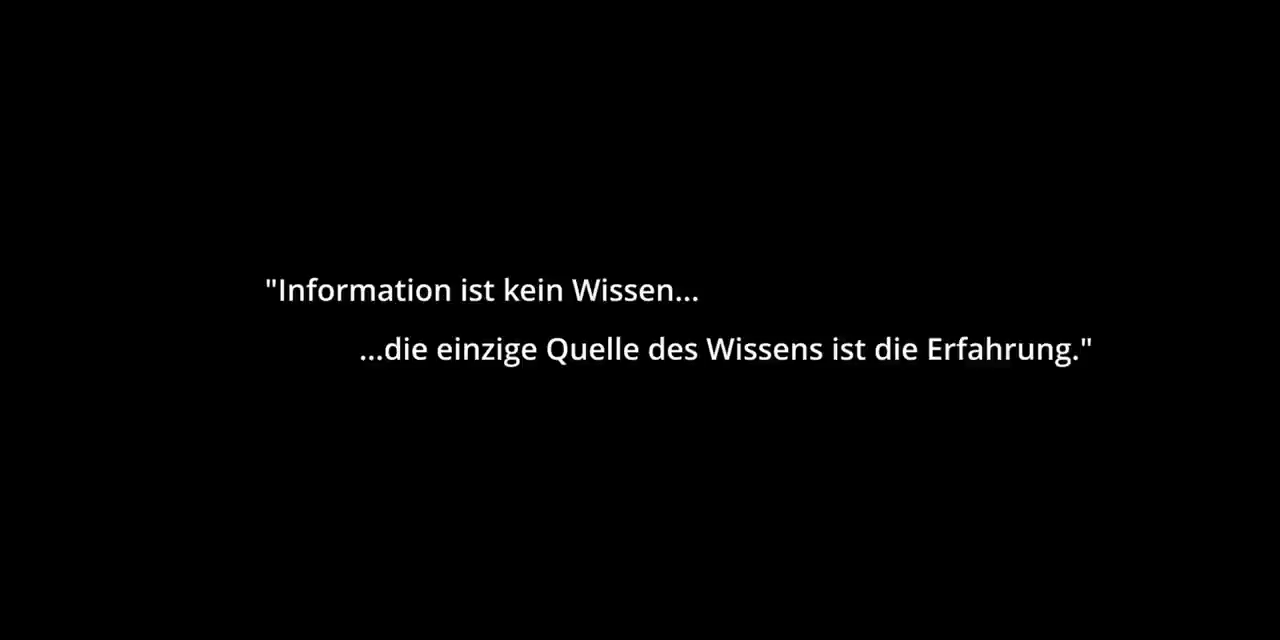 "Information ist kein Wissen...
...die einzige Quelle des Wissens ist die Erfahrung."